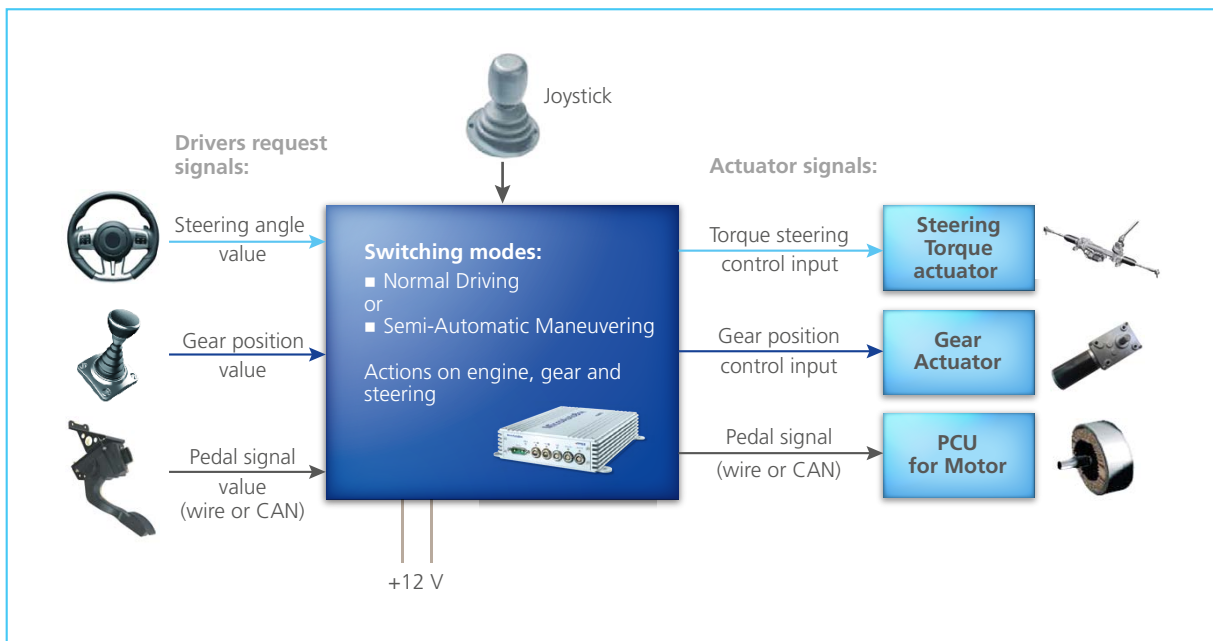 Joystick
Drivers request
signals:
Actuator signals:
Steering angle
value
Gear position
value
Pedal signal
value
(wire or CAN)
Switching modes:
■ Normal Driving
or
■ Semi-Automatic Maneuvering
Actions on engine, gear and
steering
+12 V
Torque steering
control input
Gear position
control input
Pedal signal
(wire or CAN)
Steering
Torque
actuator
Gear
Actuator
PCU
for Motor